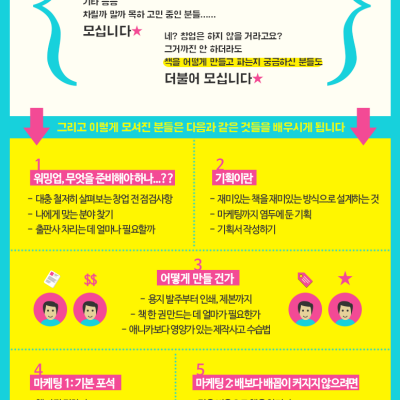 기타 등등
차릴까 말까 목하 고민 중인 분들……
모십니다★
네? 창업은 하지 않을 거라고요?
그거까진 안 하더라도
책을 어떻게 만들고 파는지 궁금하신 분들도
더불어 모십니다★
그리고 이렇게 모셔진 분들은 다음과 같은 것들을 배우시게 됩니다
1
워밍업, 무엇을 준비해야 하나…??
- 대충 철저히 살펴보는 창업 전 점검사항
- 나에게 맞는 분야 찾기
- 출판사 차리는 데 얼마나 필요할까
2
기획이란
- 재미있는 책을 재미있는 방식으로 설계하는 것
- 마케팅까지 염두에 둔 기획
- 기획서 작성하기
3
어떻게 만들 건가
$$
- 용지 발주부터 인쇄, 제본까지
- 책 한 권 만드는 데 얼마가 필요한가
- 애니카보다 영양가 있는 제작사고 수습법
4
마케팅 1: 기본 포석
5
마케팅 2: 배보다 배꼽이 커지지 않으려면